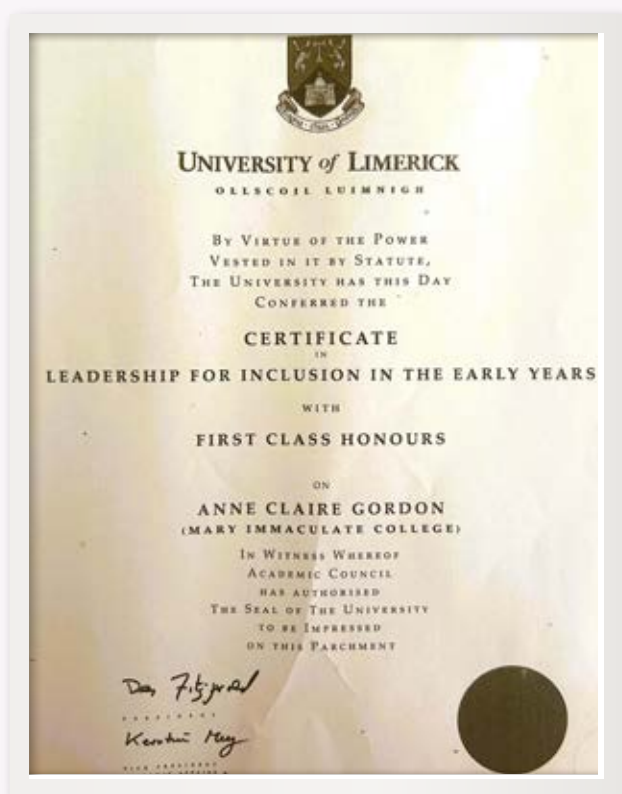 UNIVERSITY of LIMERICK
OLLSCOIL LUIMNIGH
BY VIRTUE OF THE POWER
VESTED IN IT BY STATUTE,
THE UNIVERSITY HAS THIS DAY
CONFERRED THE
CERTIFICATE
IN
LEADERSHIP FOR INCLUSION IN THE EARLY YEARS
WITH
FIRST CLASS HONOURS
ON
ANNE CLAIRE GORDON
(MARY IMMACULATE COLLEGE)
IN WITNESS WHEREOF
ACADEMIC COUNCIL
HAS AUTHORISED
THE SEAL OF THE UNIVERSITY
TO BE IMPRESSED
ON THIS PARCHMENT
PRESIDENT
VICE PRESIDENT